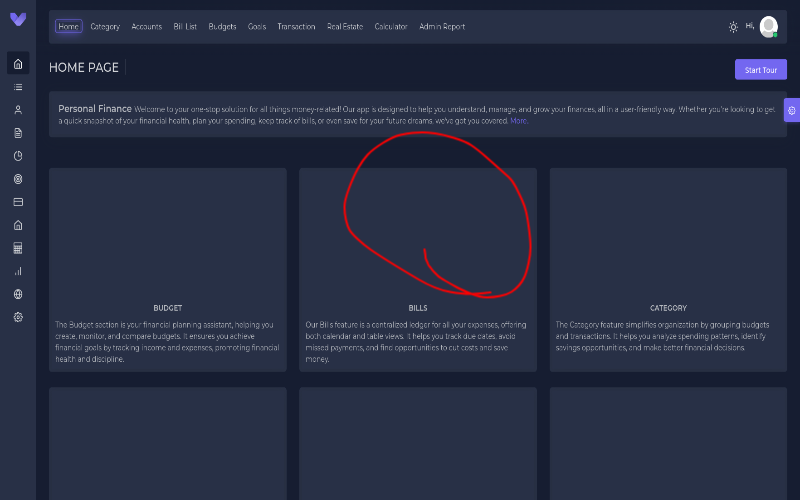 Home Category Accounts Bill List Budgets Goals Transaction Real Estate Calculator Admin Report Hi,
HOME PAGE
Start Tour
Personal Finance Welcome to your one-stop solution for all things money-related! Our app is designed to help you understand, manage, and grow your finances, all in a user-friendly way. Whether you're looking to get
a quick snapshot of your financial health, plan your spending, keep track of bills, or even save for your future dreams, we've got you covered. More.
BUDGET
The Budget section is your financial planning assistant, helping you
create, monitor, and compare budgets. It ensures you achieve
financial goals by tracking income and expenses, promoting financial
health and discipline.
BILLS
Our Bills feature is a centralized ledger for all your expenses, offering
both calendar and table views. It helps you track due dates, avoid
missed payments, and find opportunities to cut costs and save
money.
CATEGORY
The Category feature simplifies organization by grouping budgets
and transactions. It helps you analyze spending patterns, identify
savings opportunities, and make better financial decisions.